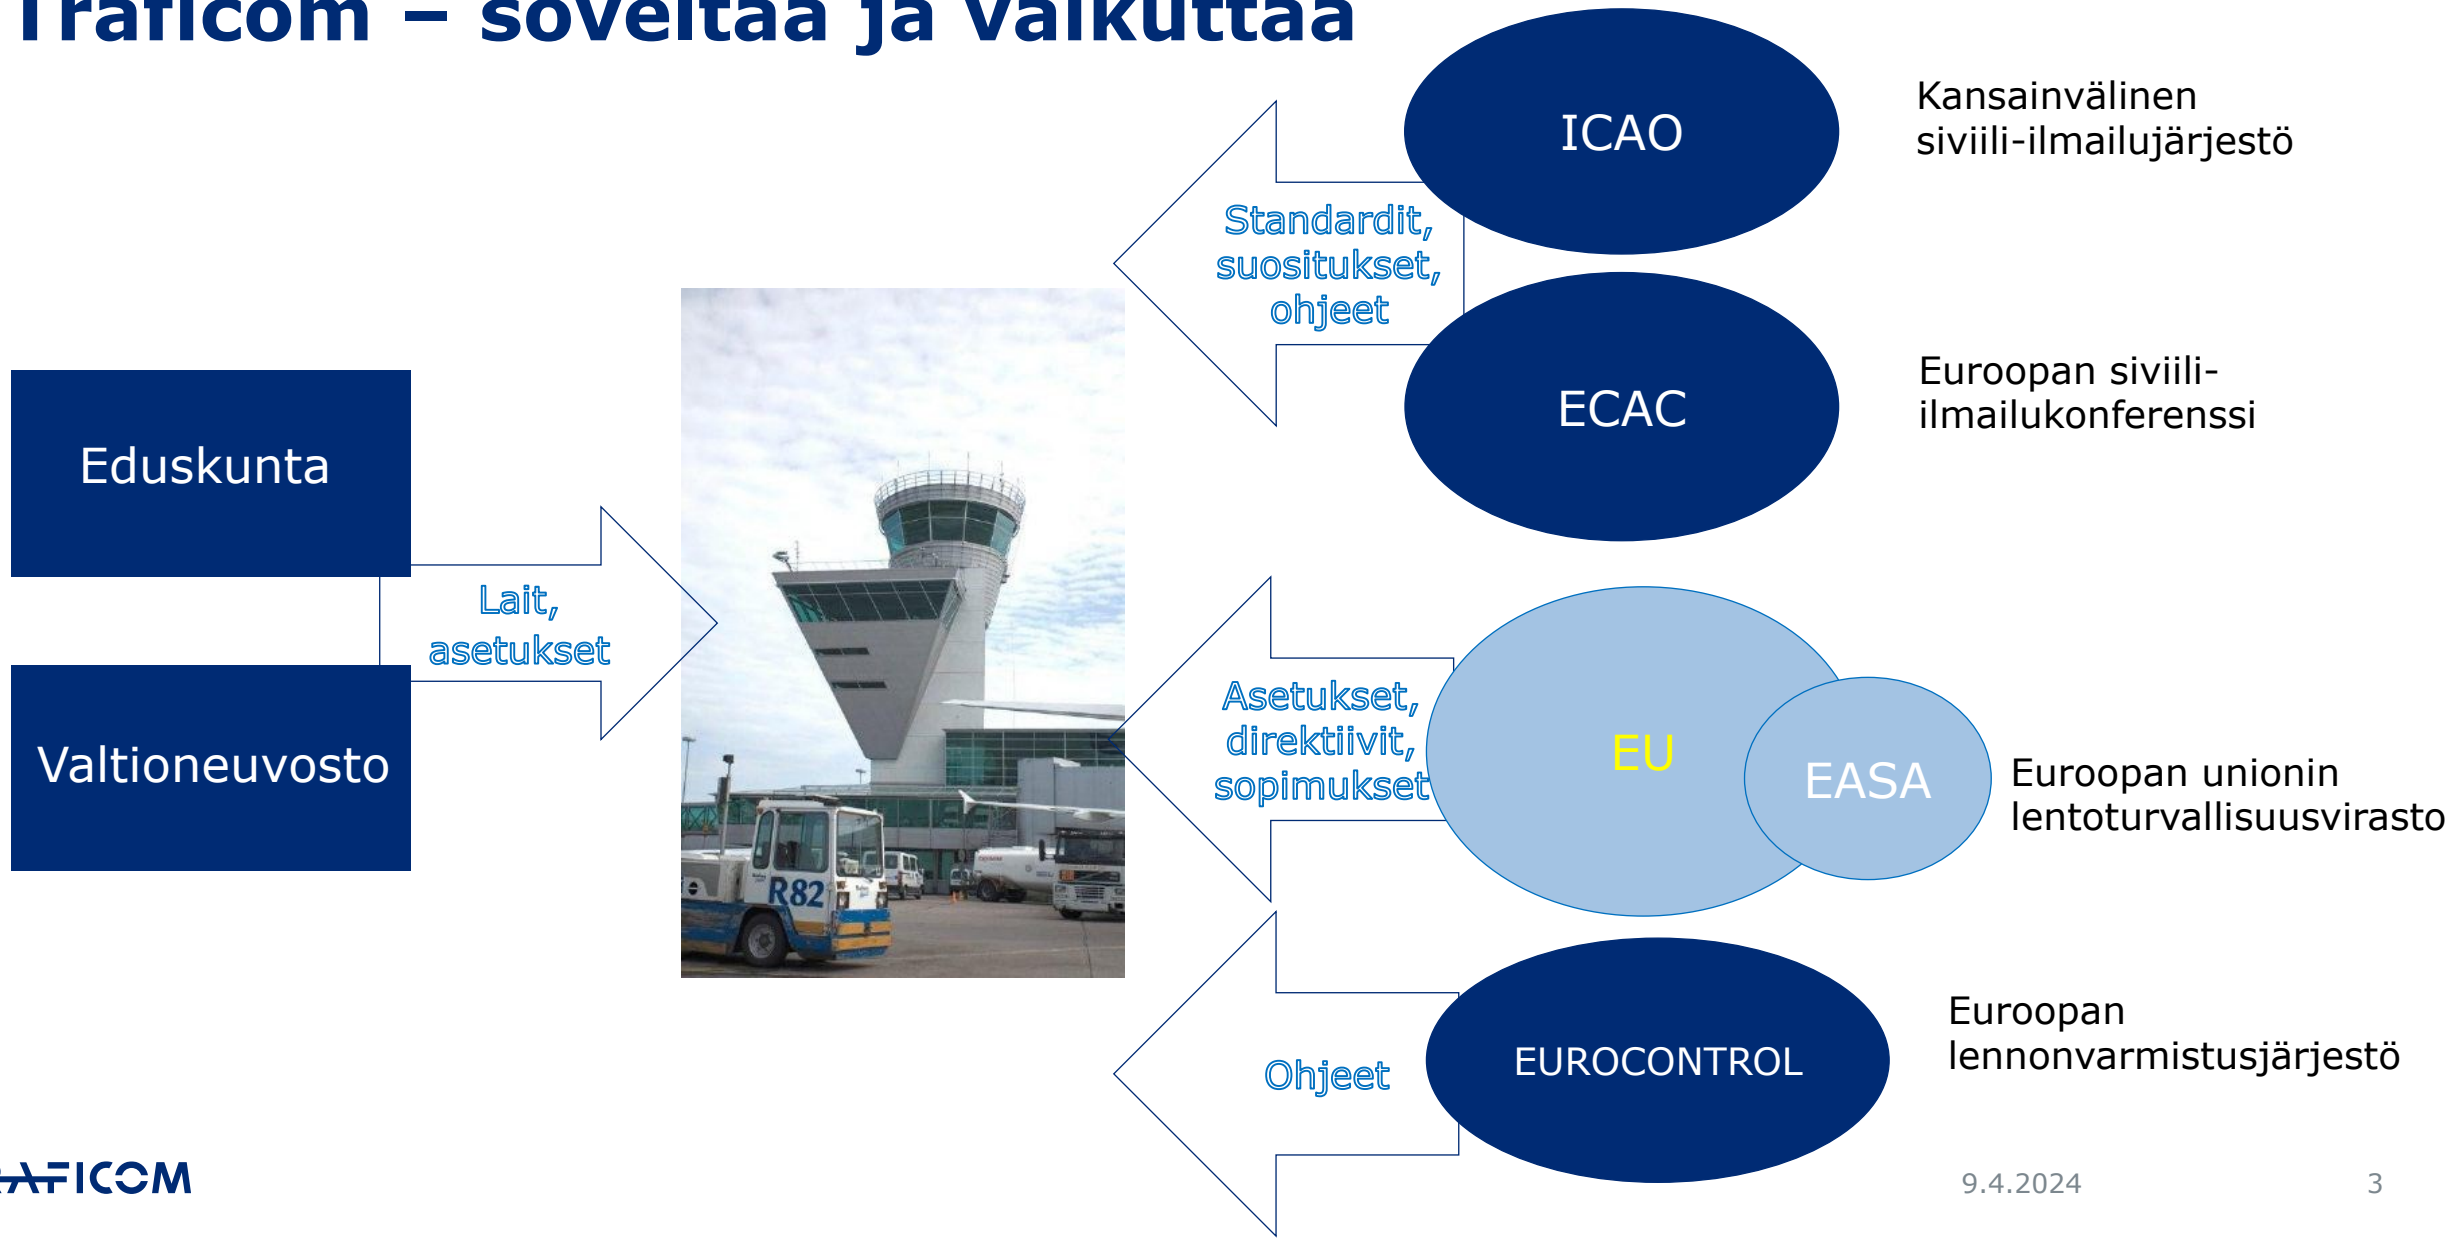 Traficom – soveltaa ja vaikuttaa
ICAO
Kansainvälinen
siviili-ilmailujärjestö
Standardit,
suositukset,
ohjeet
ECAC
Euroopan siviili-
ilmailukonferenssi
Eduskunta
Lait,
asetukset
Valtioneuvosto
Asetukset,
direktiivit,
sopimukset
EU
EASA
Euroopan unionin
lentoturvallisuusvirasto
R82
Ohjeet
EUROCONTROL
Euroopan
lennonvarmistusjärjestö
RAFICOM
9.4.2024
3